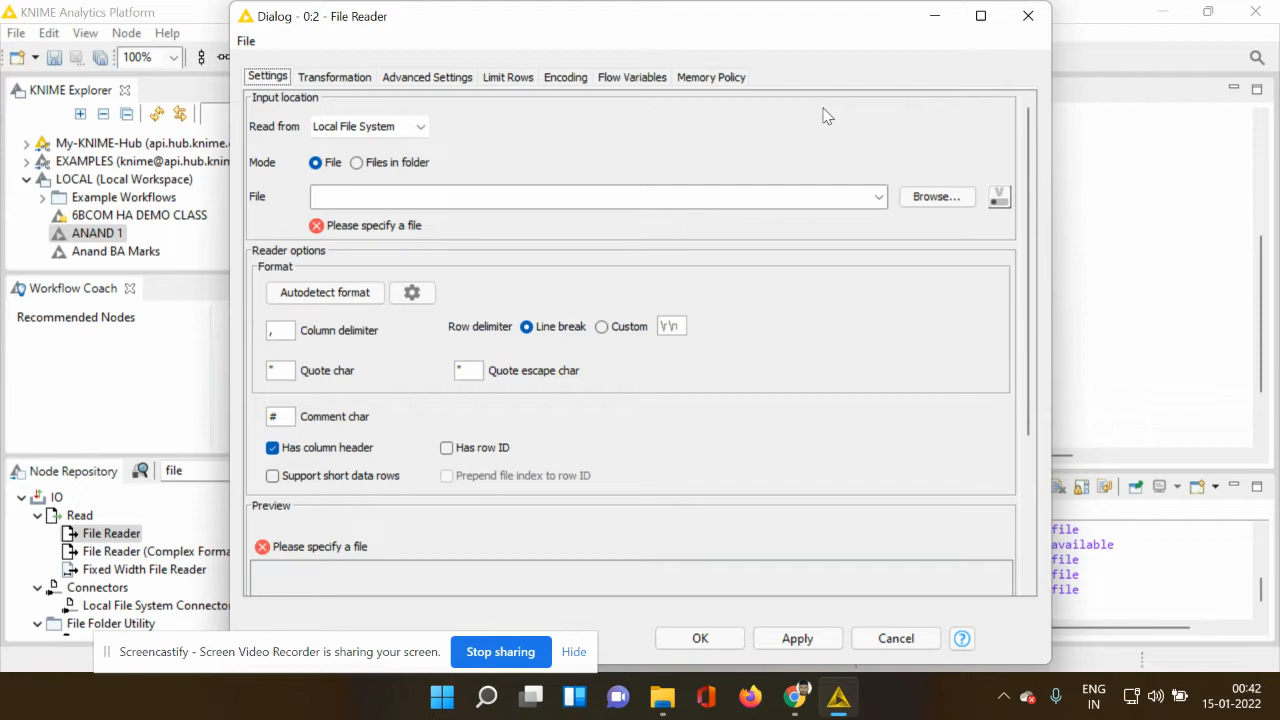 KNIME Analytics Platform
File Edit View Node Help
100%
KNIME Explorer
My-KNIME-Hub (api.hub.knime.
EXAMPLES (knime@api.hub.knim
LOCAL (Local Workspace)
Example Workflows
6BCOM HA DEMO CLASS
ANAND 1
Anand BA Marks
Workflow Coach
Recommended Nodes
Node Repository
file
IO
Read
File Reader
File Reader (Complex Forma
Fixed Width File Reader
Connectors
Local File System Connecto
File Folder Utility
Dialog - 0:2 - File Reader
File
Settings Transformation Advanced Settings Limit Rows Encoding Flow Variables Memory Policy
Input location
Read from Local File System
Mode File Files in folder
File Browse... V
Please specify a file
Reader options
Format
Autodetect format
, Column delimiter Row delimiter Line break Custom \r\n
" Quote char " Quote escape char
# Comment char
Has column header Has row ID
Support short data rows Prepend file index to row ID
Preview
Please specify a file
OK Apply Cancel ?
file
available
file
file
file
Screencastify - Screen Video Recorder is sharing your screen. Stop sharing Hide
ENG
IN
00:42
15-01-2022